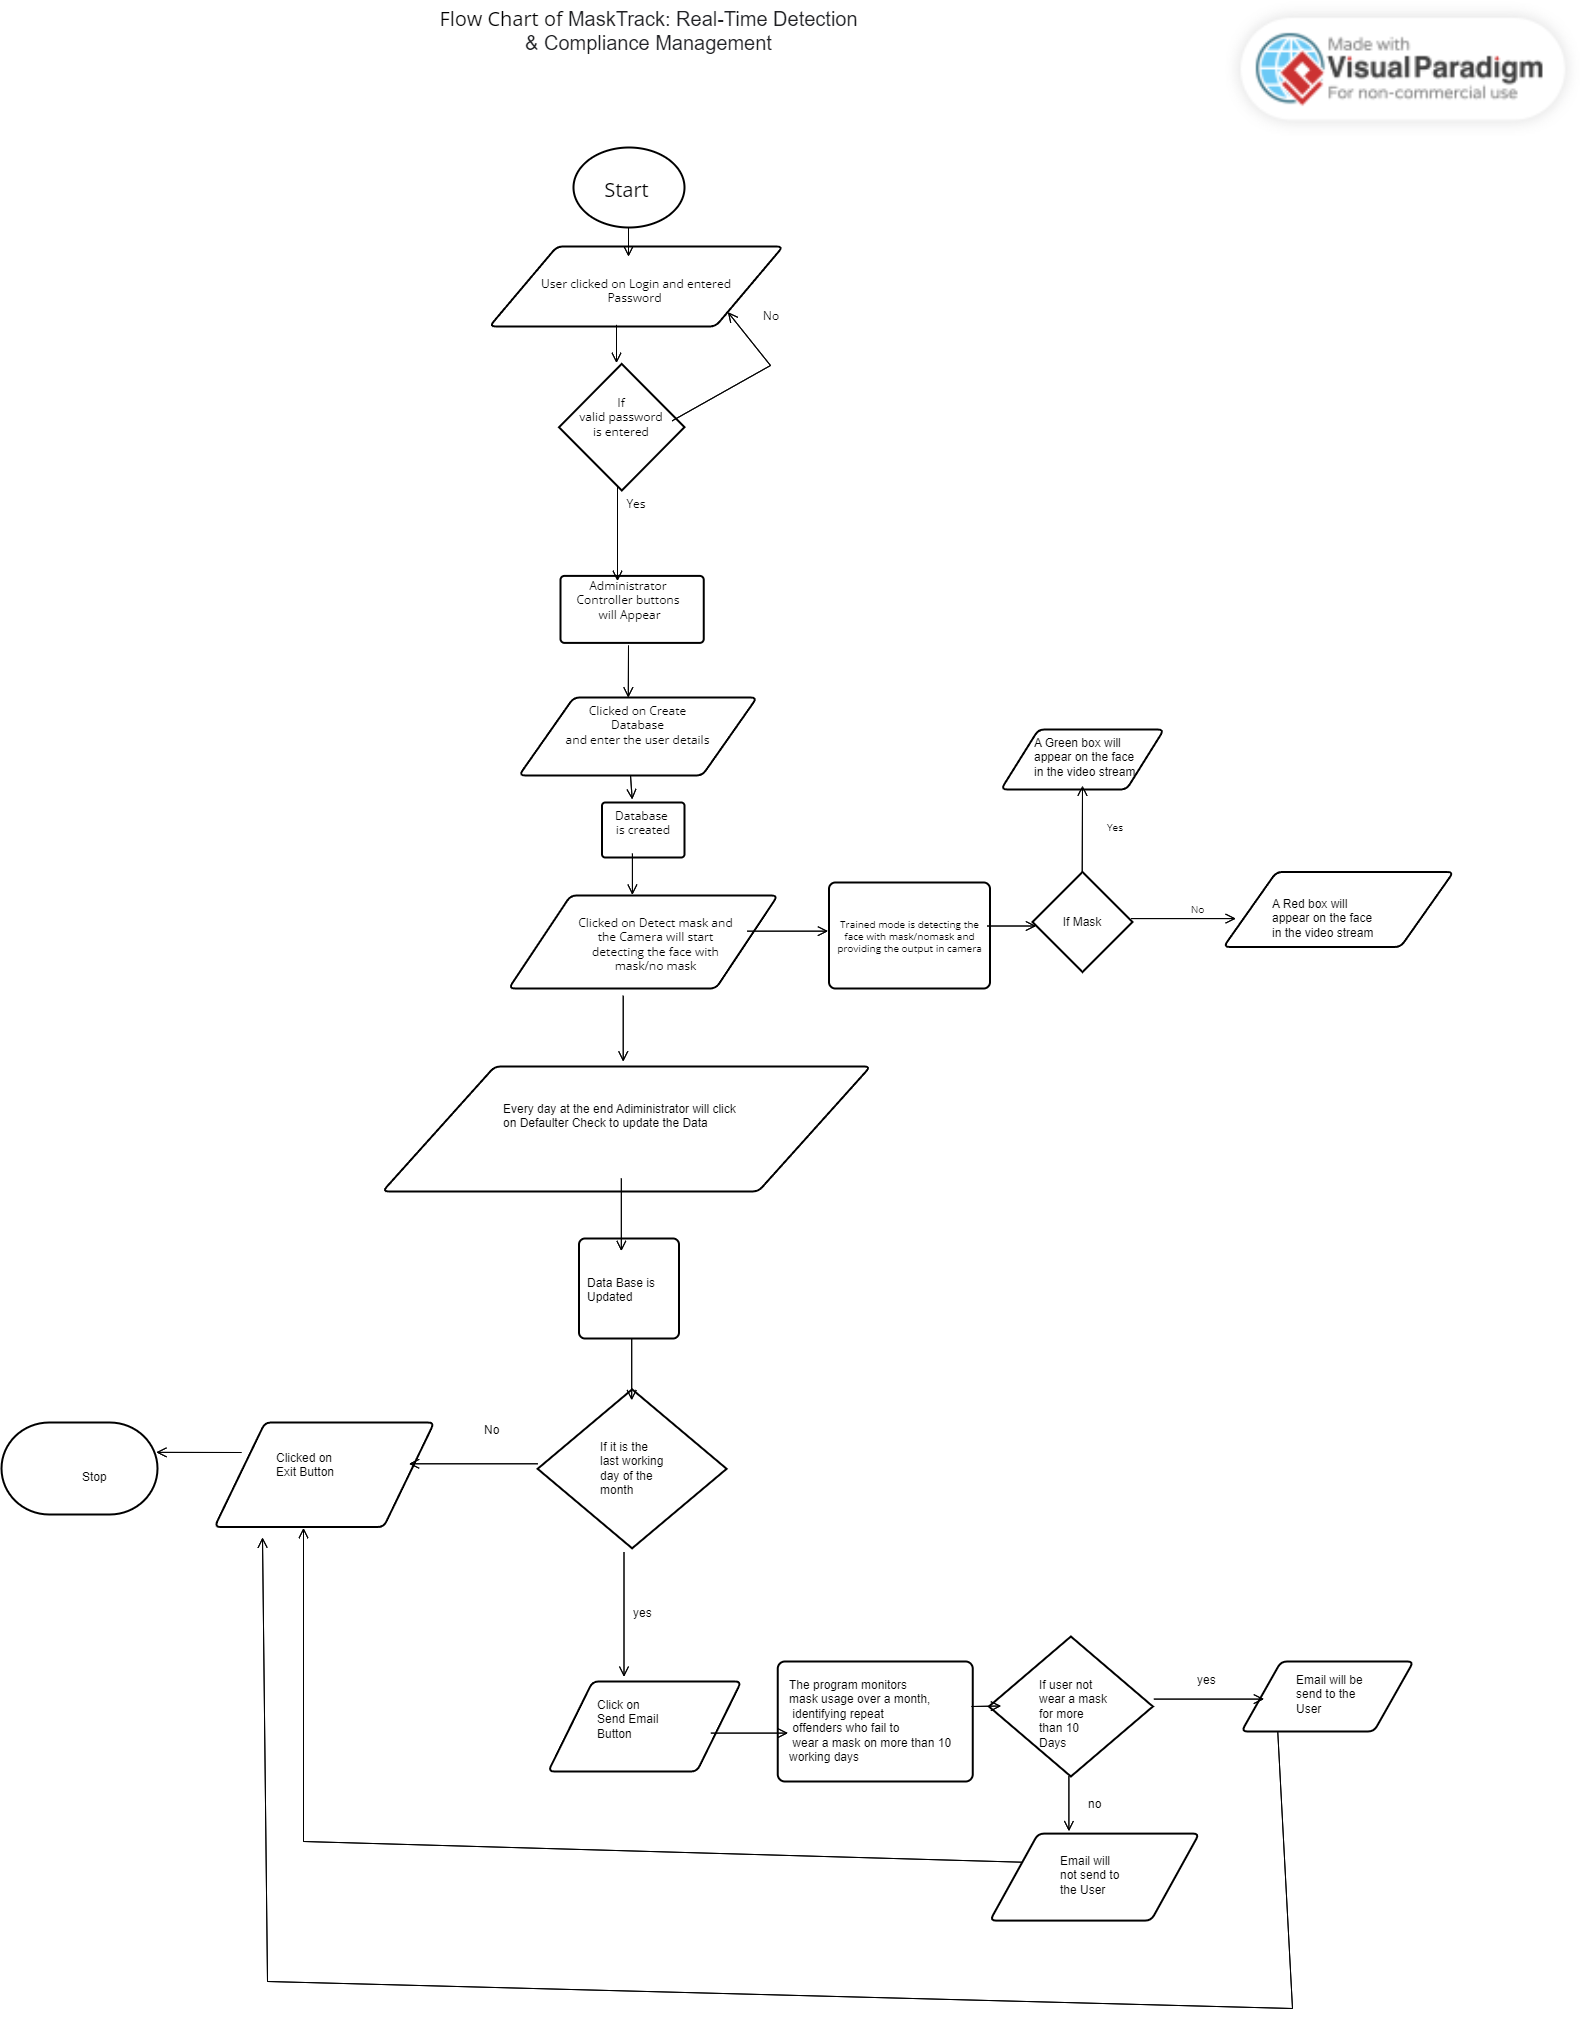 Flow Chart of MaskTrack: Real-Time Detection
& Compliance Management
Made with
Visual Paradigm
For non-commercial use
Start
User clicked on Login and entered
Password
No
If
valid password
is entered
Yes
Administrator
Controller buttons
will Appear
Clicked on Create
Database
and enter the user details
Database
is created
A Green box will
appear on the face
in the video stream
Yes
Clicked on Detect mask and
the Camera will start
detecting the face with
mask/no mask
Trained mode is detecting the
face with mask/nomask and
providing the output in camera
If Mask
No
A Red box will
appear on the face
in the video stream
Every day at the end Adiministrator will click
on Defaulter Check to update the Data
Data Base is
Updated
If it is the
last working
day of the
month
No
Clicked on
Exit Button
Stop
yes
Click on
Send Email
Button
The program monitors
mask usage over a month,
identifying repeat
offenders who fail to
wear a mask on more than 10
working days
If user not
wear a mask
for more
than 10
Days
yes
Email will be
send to the
User
no
Email will
not send to
the User